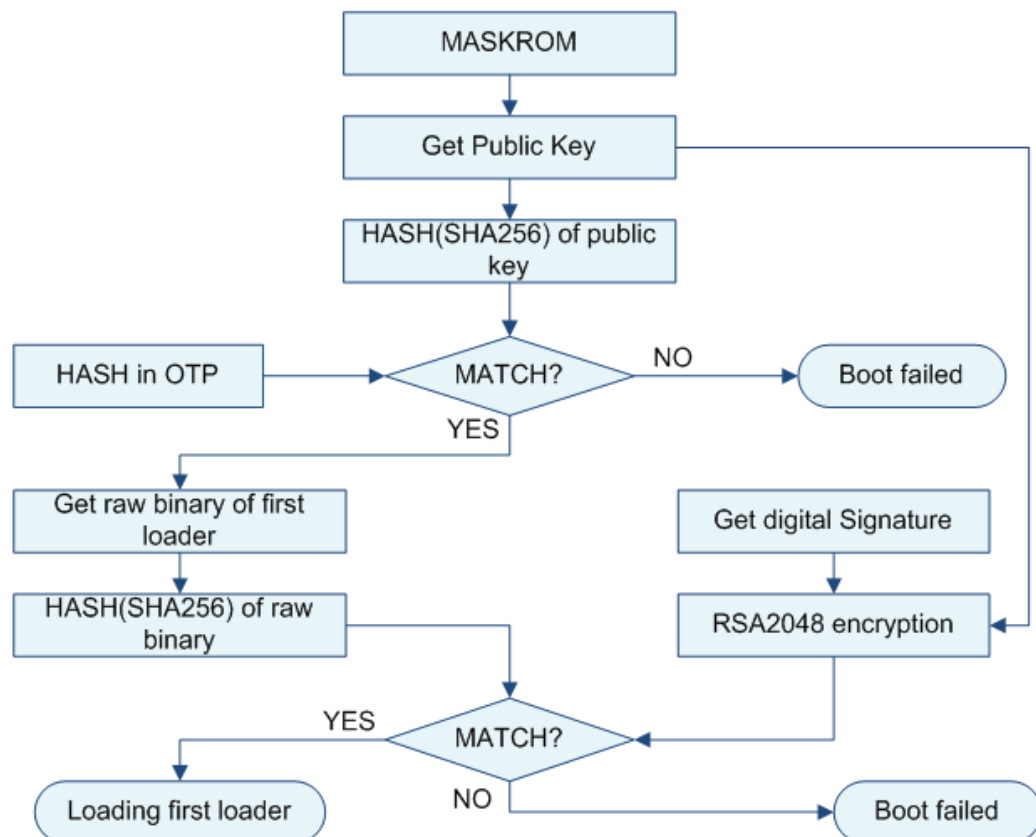 MASKROM
Get Public Key
HASH(SHA256) of public
key
HASH in OTP
MATCH?
NO
Boot failed
YES
Get raw binary of first
loader
Get digital Signature
HASH(SHA256) of raw
binary
RSA2048 encryption
YES
MATCH?
NO
Loading first loader
Boot failed